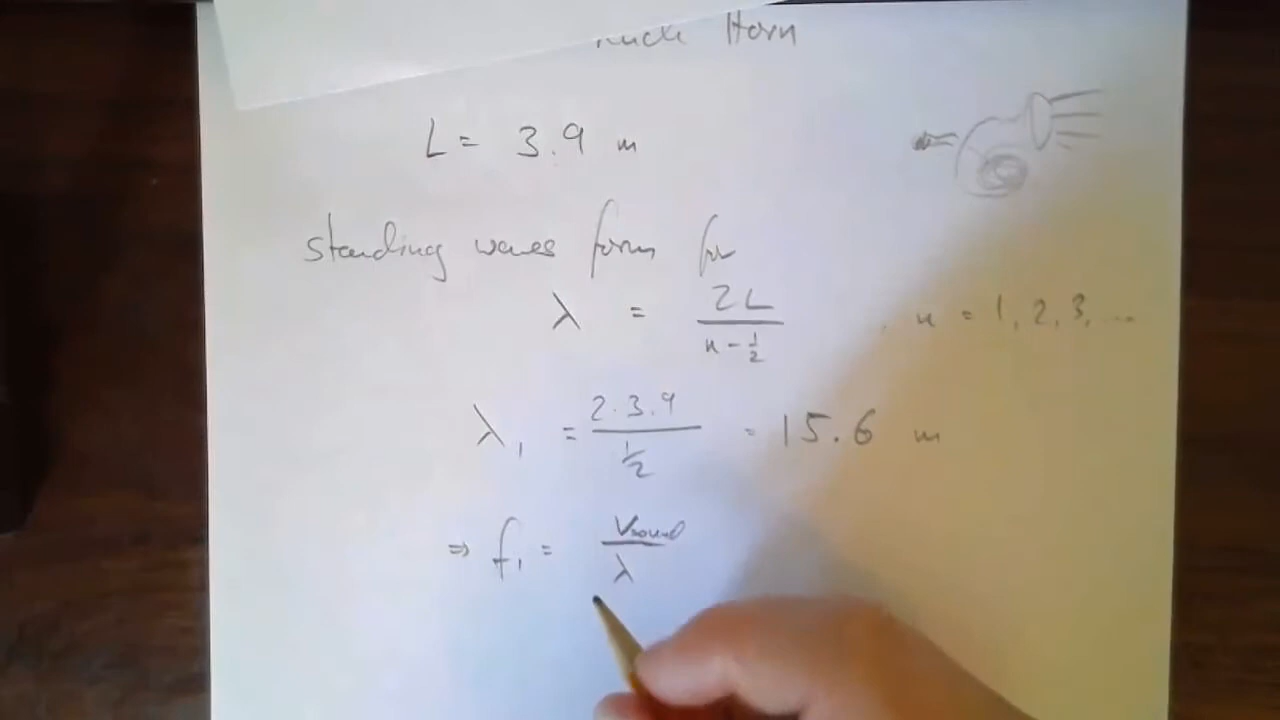 Horn
L = 3.9 m
standing waves form for
λ = 2L / (n - 1/2) , n = 1, 2, 3, ...
λ₁ = 2·3.9 / (1/2) = 15.6 m
⇒ f₁ = Vsound / λ